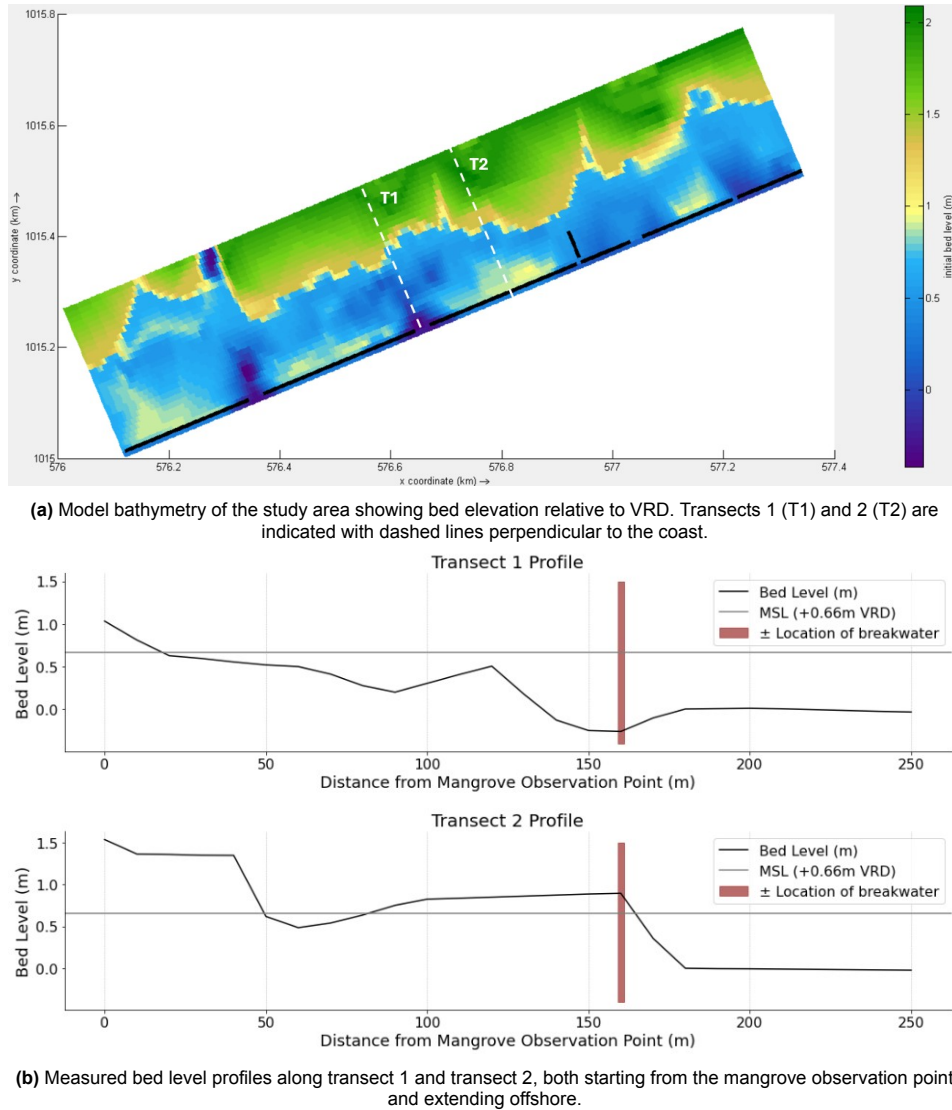 1015.8
1015.6
1015.4
1015.2
1015
y coordinate (km) →
576
576.2
576.4
576.6
576.8
577
577.2
577.4
x coordinate (km) →
T1
T2
2
1.5
1
0.5
0
initial bed level (m)
(a) Model bathymetry of the study area showing bed elevation relative to VRD. Transects 1 (T1) and 2 (T2) are
indicated with dashed lines perpendicular to the coast.
Transect 1 Profile
Bed Level (m)
1.5
1.0
0.5
0.0
Bed Level (m)
MSL (+0.66m VRD)
± Location of breakwater
0 50 100 150 200 250
Distance from Mangrove Observation Point (m)
Transect 2 Profile
Bed Level (m)
1.5
1.0
0.5
0.0
Bed Level (m)
MSL (+0.66m VRD)
± Location of breakwater
0 50 100 150 200 250
Distance from Mangrove Observation Point (m)
(b) Measured bed level profiles along transect 1 and transect 2, both starting from the mangrove observation point
and extending offshore.